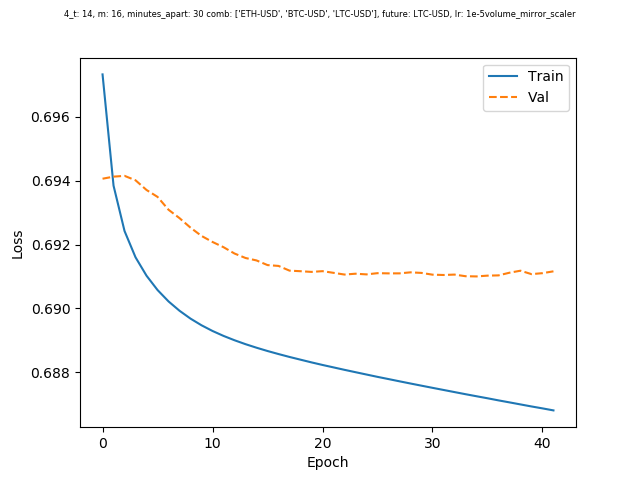 4_t: 14, m: 16, minutes_apart: 30 comb: ['ETH-USD', 'BTC-USD', 'LTC-USD'], future: LTC-USD, lr: 1e-5volume_mirror_scaler
Train
Val
0.696
0.694
0.692
0.690
0.688
Loss
0
10
20
30
40
Epoch